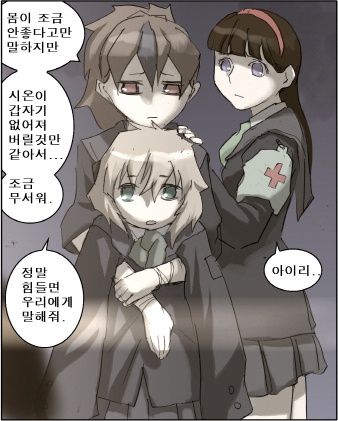 몸이 조금
안좋다고만
말하지만
시온이
갑자기
없어져
버릴것만
같아서...
조금
무서워.
정말
힘들면
우리에게
말해줘.
아이리..